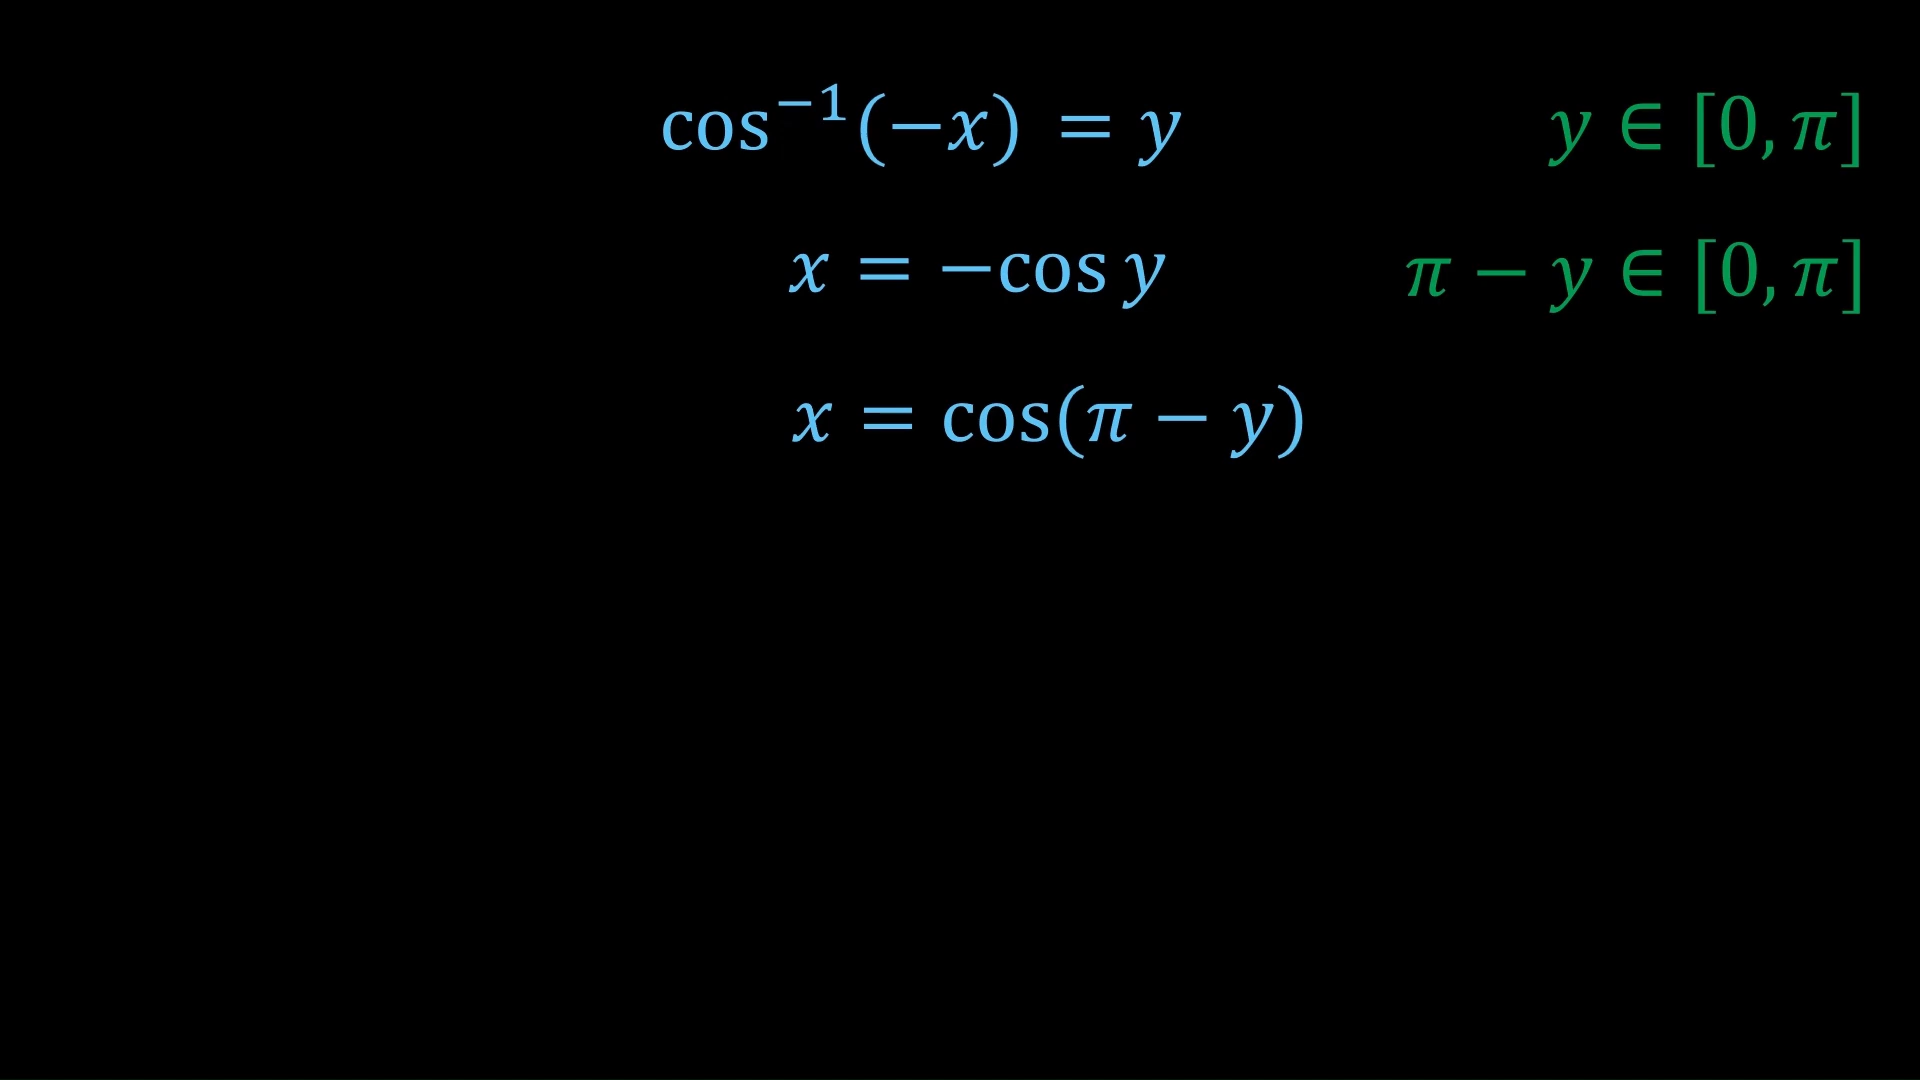 cos⁻¹(−x) = y y ∈ [0, π]
x = −cos y π − y ∈ [0, π]
x = cos(π − y)